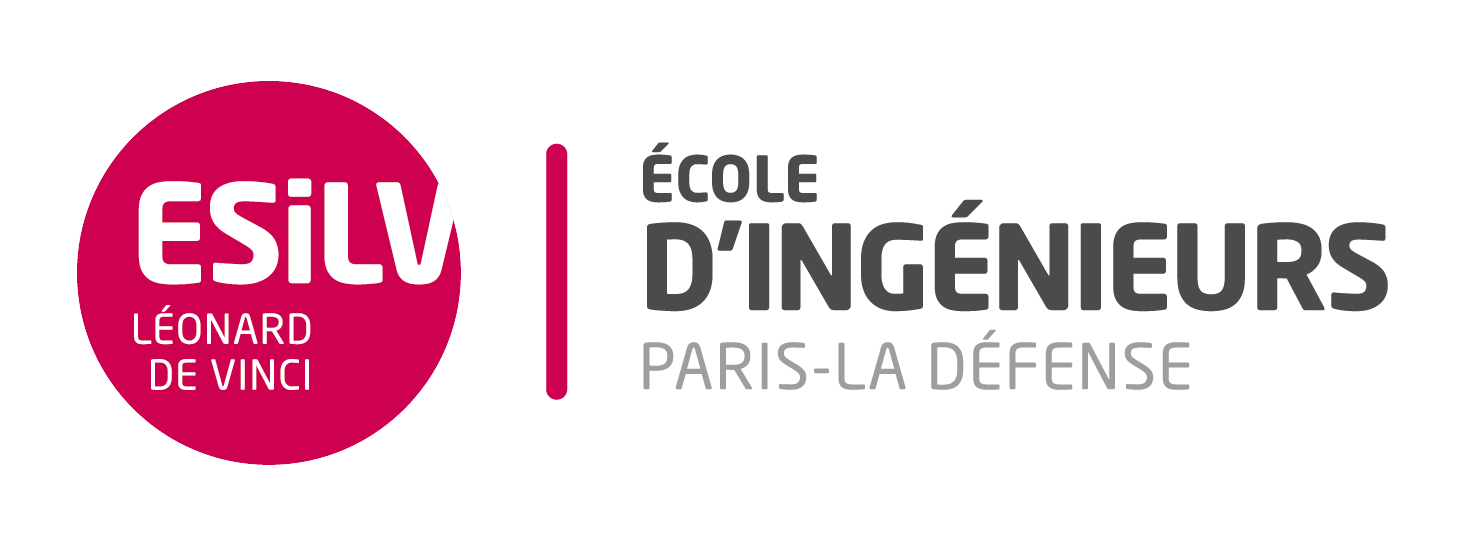 ESiLV
LÉONARD
DE VINCI
ÉCOLE
D'INGÉNIEURS
PARIS-LA DÉFENSE